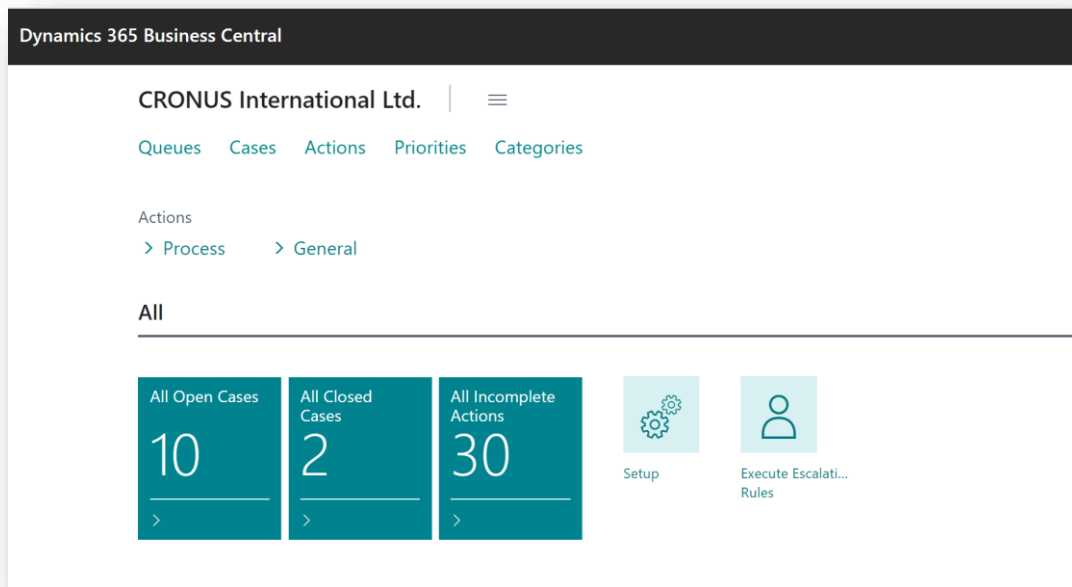 Dynamics 365 Business Central
CRONUS International Ltd.
Queues Cases Actions Priorities Categories
Actions
Process General
All
All Open Cases
10
All Closed
Cases
2
All Incomplete
Actions
30
Setup
Execute Escalati...
Rules